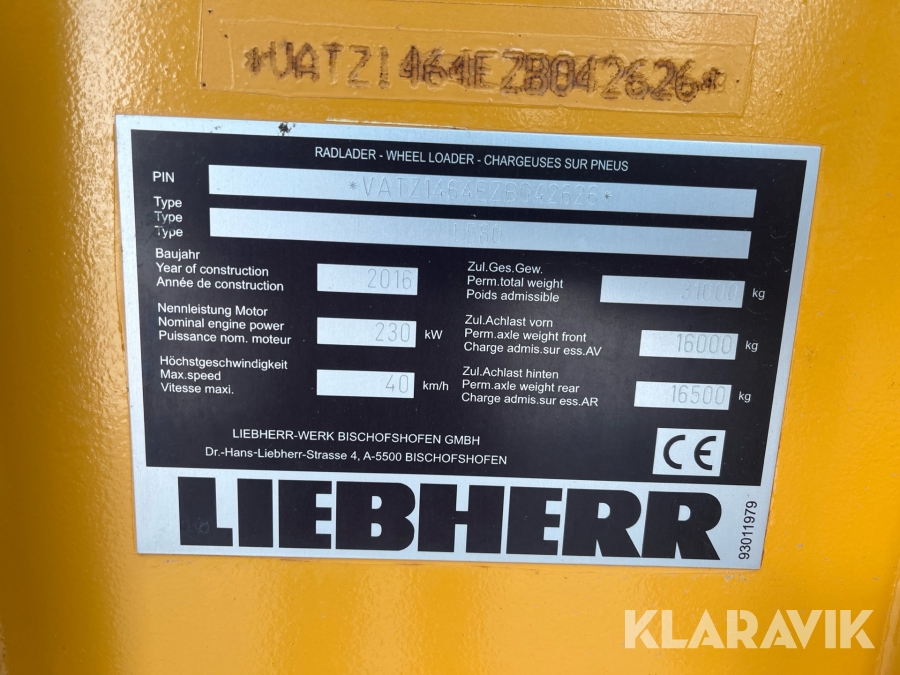 *VATZ1464EZB042626*
RADLADER - WHEEL LOADER - CHARGEUSES SUR PNEUS
PIN *VATZ1464EZB042626*
Type
Type
Type
Baujahr
Year of construction 2016
Année de construction
Nennleistung Motor
Nominal engine power 230 kW
Puissance nom. moteur
Höchstgeschwindigkeit
Max.speed 40 km/h
Vitesse maxi.
Zul.Ges.Gew.
Perm.total weight kg
Poids admissible
Zul.Achlast vorn
Perm.axle weight front 16000 kg
Charge admis.sur ess.AV
Zul.Achlast hinten
Perm.axle weight rear 16500 kg
Charge admis.sur ess.AR
LIEBHERR-WERK BISCHOFSHOFEN GMBH
Dr.-Hans-Liebherr-Strasse 4, A-5500 BISCHOFSHOFEN
CE
LIEBHERR
93011979
KLARAVIK